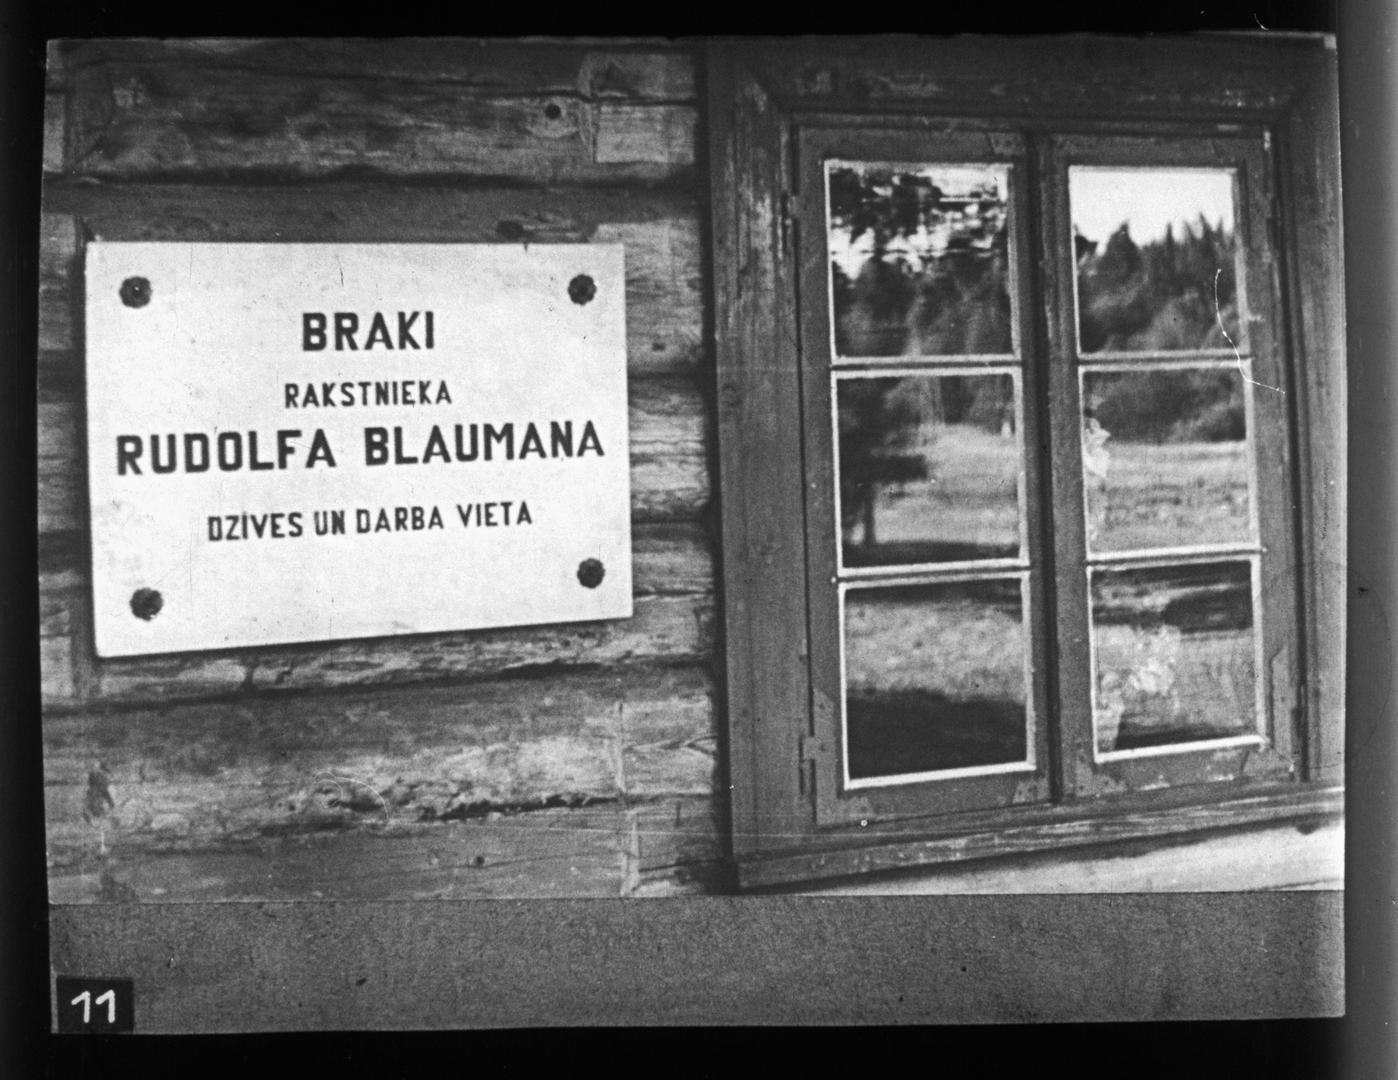 BRAKI
RAKSTNIEKA
RUDOLFA BLAUMANA
DZĪVES UN DARBA VIETA
11